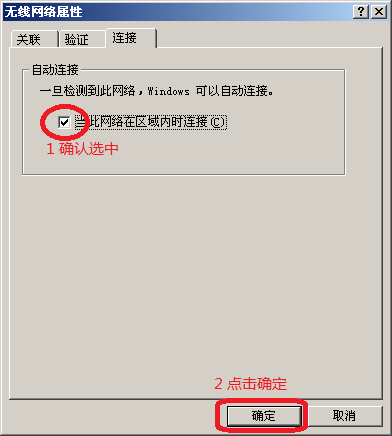 无线网络属性
关联 验证 连接
自动连接
一旦检测到此网络,Windows 可以自动连接。
当此网络在区域内时连接(C)
1 确认选中
2 点击确定
确定 取消